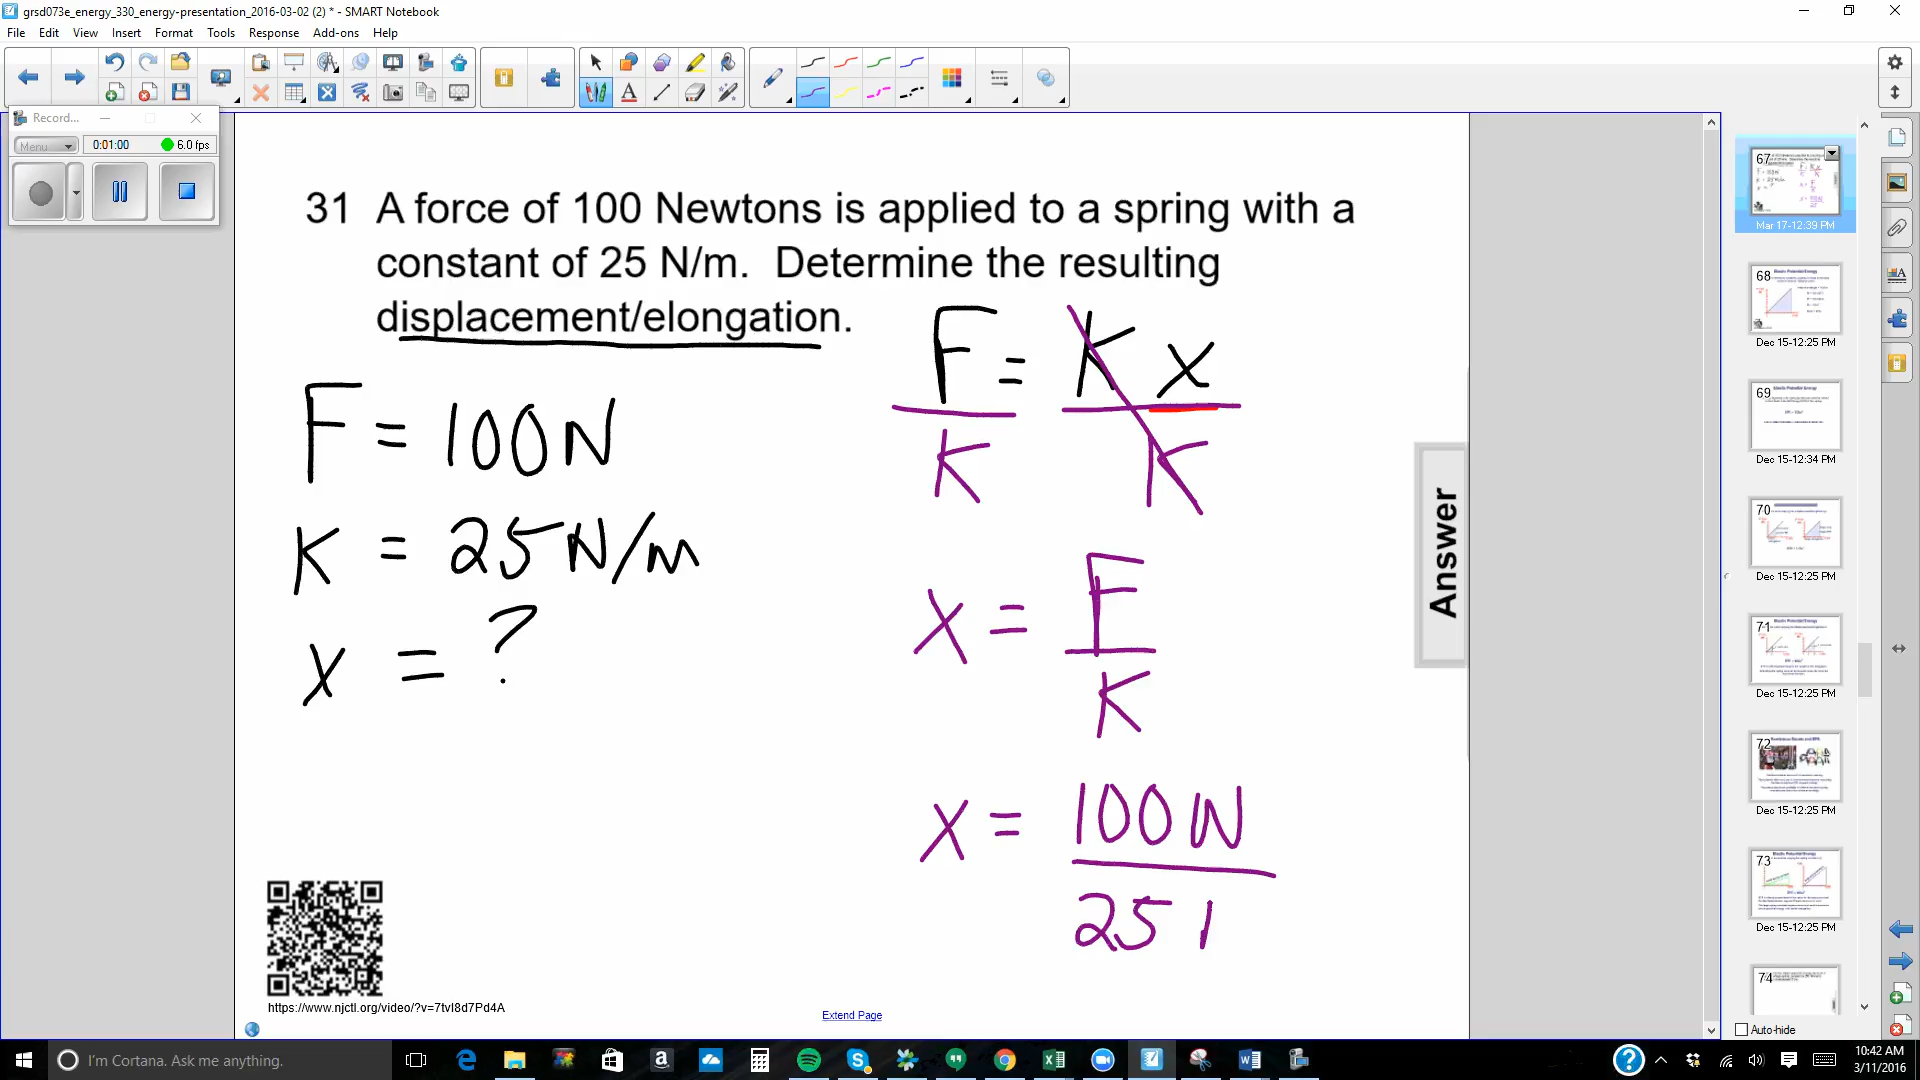 grsd073e_energy_330_energy-presentation_2016-03-02 (2) * - SMART Notebook
File Edit View Insert Format Tools Response Add-ons Help
Record...
Menu 0:01:00 6.0 fps
31 A force of 100 Newtons is applied to a spring with a
constant of 25 N/m. Determine the resulting
displacement/elongation.
F = K x
K K
F = 100N
K = 25 N/m
x = ?
x = F
K
x = 100 N
25
Answer
https://www.njctl.org/video/?v=7tvI8d7Pd4A
Extend Page
67
Mar 17-12:39 PM
68
Dec 15-12:25 PM
69
Dec 15-12:34 PM
70
Dec 15-12:25 PM
71
Dec 15-12:25 PM
72
Dec 15-12:25 PM
73
Dec 15-12:25 PM
74
Auto-hide
I'm Cortana. Ask me anything.
10:42 AM
3/11/2016